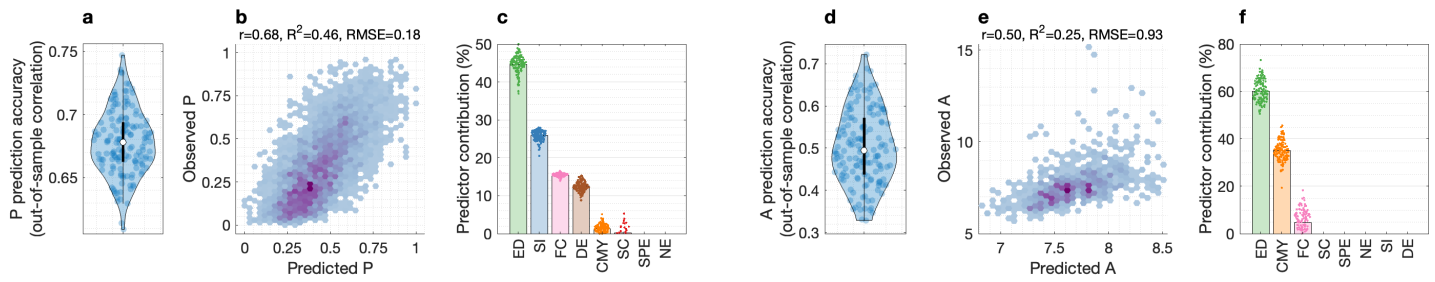 a
P prediction accuracy
(out-of-sample correlation)
0.75
0.7
0.65
b
r=0.68, R²=0.46, RMSE=0.18
Observed P
1
0.75
0.5
0.25
0
0
0.25
0.5
0.75
1
Predicted P
c
Predictor contribution (%)
50
40
30
20
10
0
ED
SI
FC
DE
CMY
SC
SPE
NE
d
A prediction accuracy
(out-of-sample correlation)
0.7
0.6
0.5
0.4
0.3
e
r=0.50, R²=0.25, RMSE=0.93
Observed A
15
10
5
7
7.5
8
8.5
Predicted A
f
Predictor contribution (%)
80
60
40
20
0
ED
CMY
FC
SC
SPE
NE
SI
DE